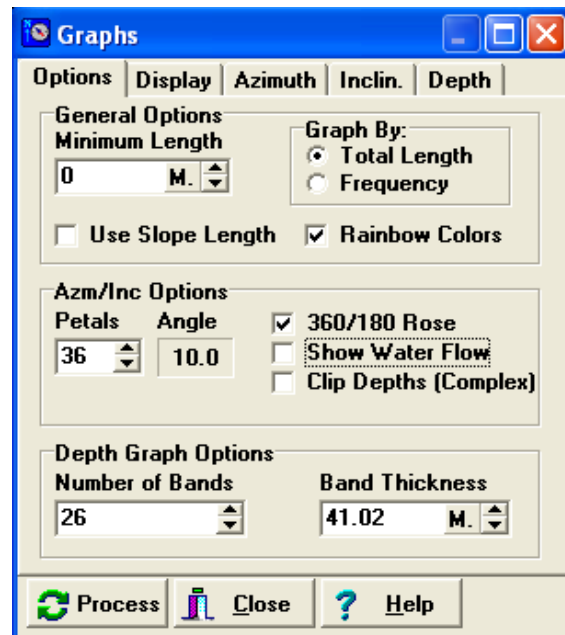 Graphs
Options Display Azimuth Inclin. Depth
General Options
Minimum Length
0 M.
Graph By:
Total Length
Frequency
Use Slope Length Rainbow Colors
Azm/Inc Options
Petals Angle
36 10.0
360/180 Rose
Show Water Flow
Clip Depths (Complex)
Depth Graph Options
Number of Bands Band Thickness
26 41.02 M.
Process Close Help